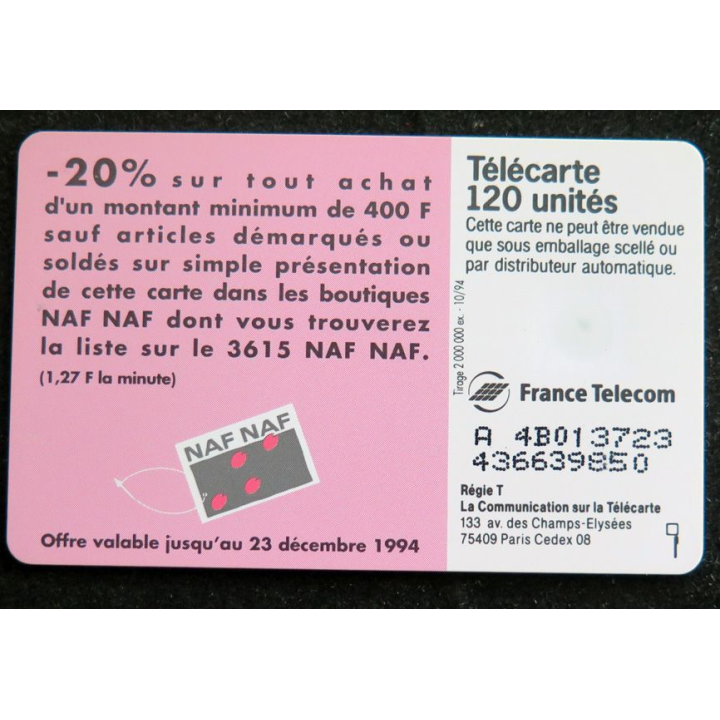 -20% sur tout achat
d'un montant minimum de 400 F
sauf articles démarqués ou
soldés sur simple présentation
de cette carte dans les boutiques
NAF NAF dont vous trouverez
la liste sur le 3615 NAF NAF.
(1,27 F la minute)
NAF NAF
Offre valable jusqu'au 23 décembre 1994
Télécarte
120 unités
Cette carte ne peut être vendue
que sous emballage scellé ou
par distributeur automatique.
Tirage 2 000 000 ex. - 10/94
France Telecom
A 4B013723
436639850
Régie T
La Communication sur la Télécarte
133 av. des Champs-Elysées
75409 Paris Cedex 08